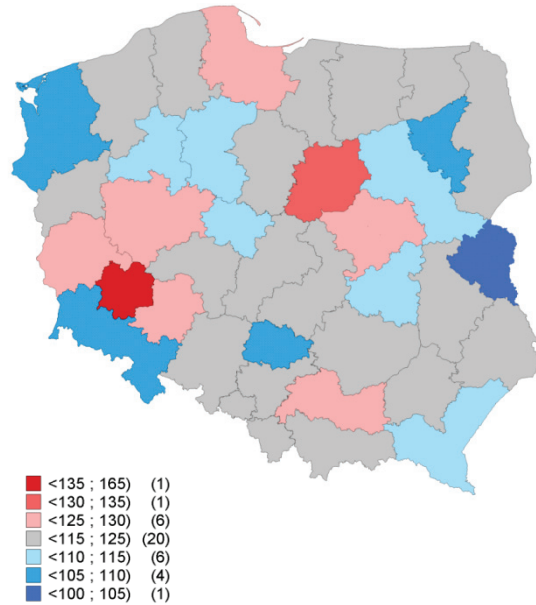 <135 ; 165) (1)
<130 ; 135) (1)
<125 ; 130) (6)
<115 ; 125) (20)
<110 ; 115) (6)
<105 ; 110) (4)
<100 ; 105) (1)